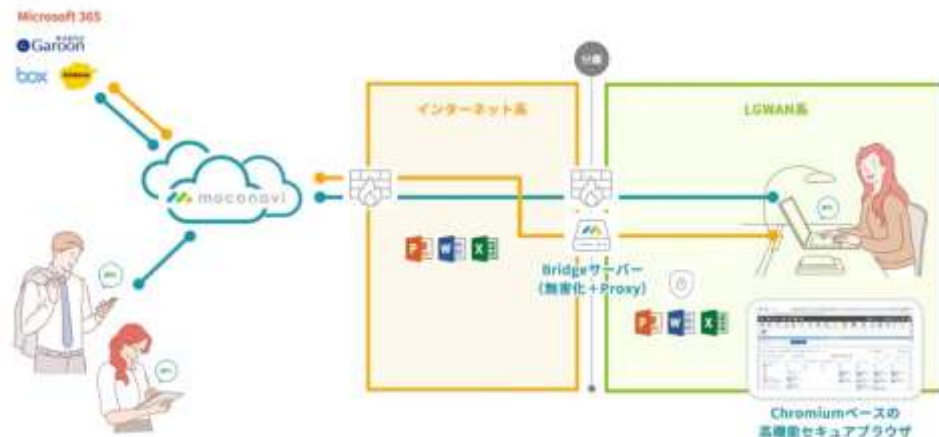 Microsoft 365
Garoon
box
分離
インターネット系
LGWAN系
moconavi
P
W
X
Bridgeサーバー
(無害化+Proxy)
P
W
X
Chromiumベースの
高機能セキュアブラウザ